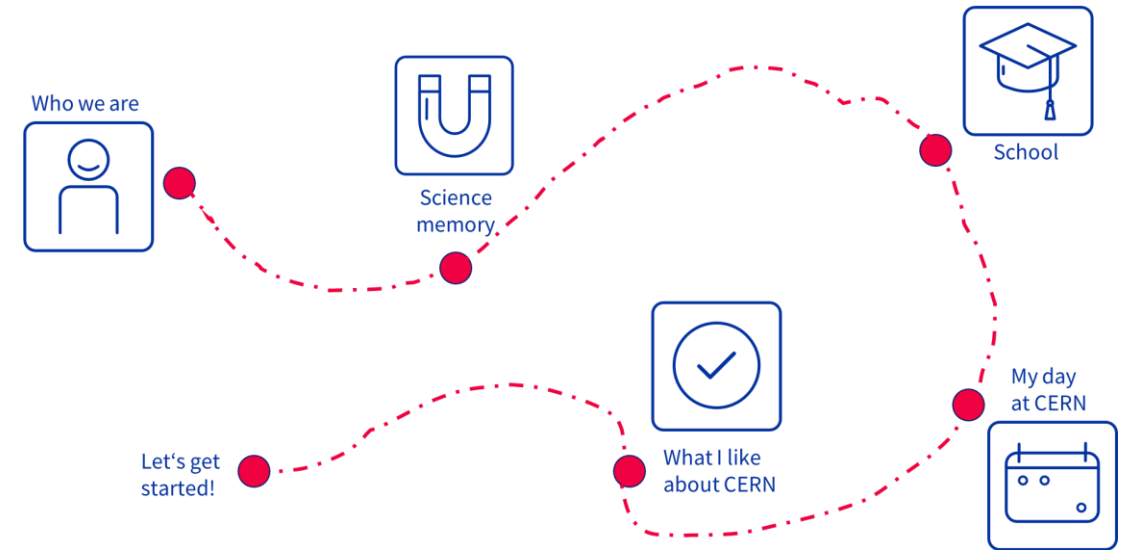 Who we are
Science
memory
School
My day
at CERN
What I like
about CERN
Let‘s get
started!